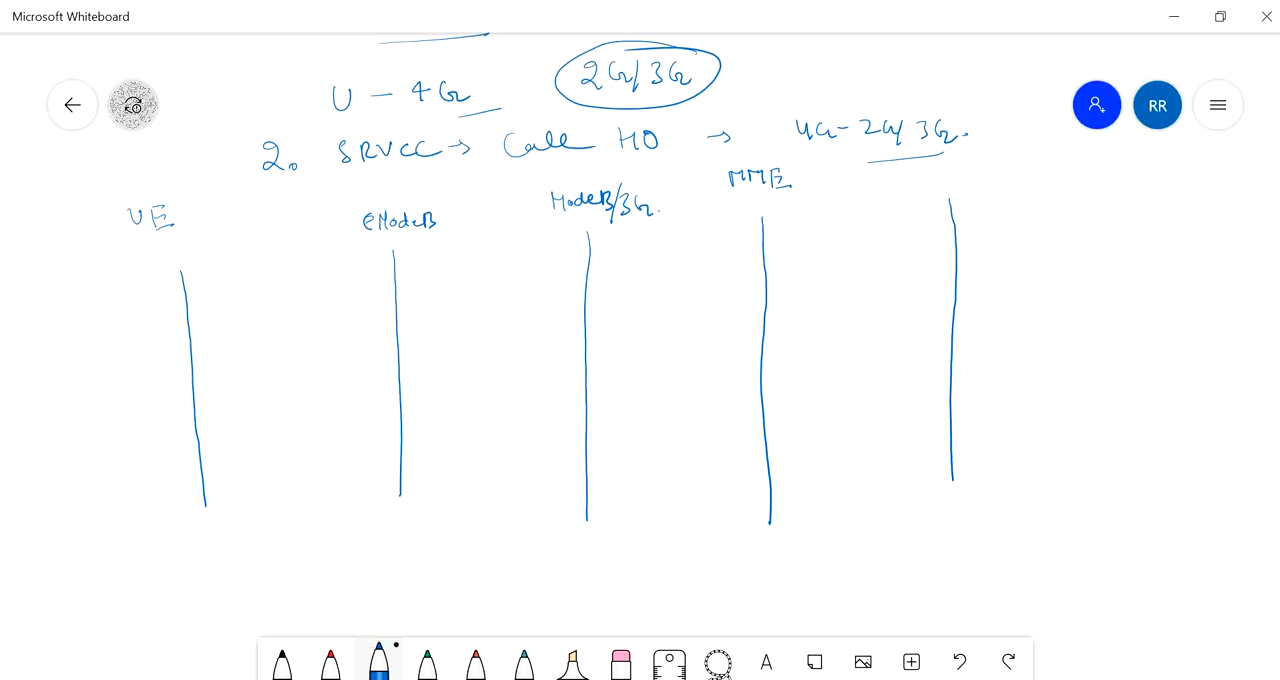 Microsoft Whiteboard
U - 4G
2G/3G
2. SRVCC → Call HO → 4G - 2G/3G.
UE
eNodeB
NodeB/3G.
MME
RR
A